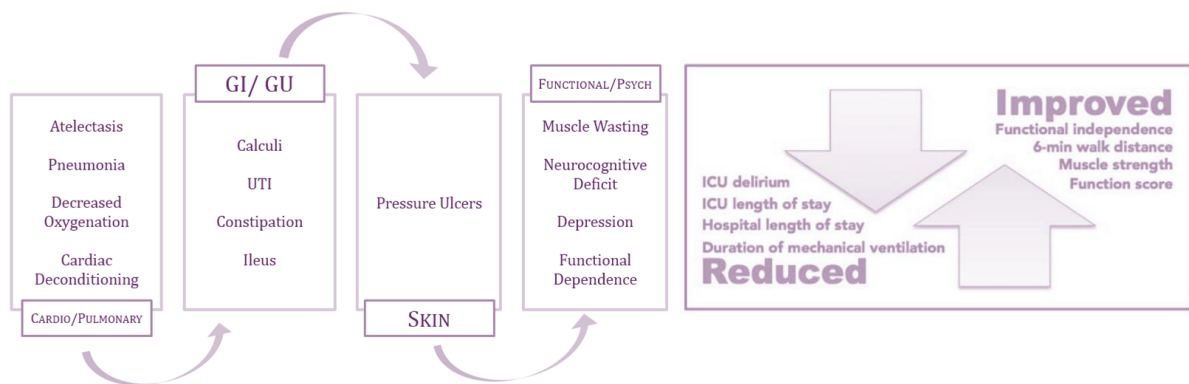 Atelectasis
Pneumonia
Decreased
Oxygenation
Cardiac
Deconditioning
CARDIO/PULMONARY
GI/ GU
Calculi
UTI
Constipation
Ileus
Pressure Ulcers
SKIN
FUNCTIONAL/PSYCH
Muscle Wasting
Neurocognitive
Deficit
Depression
Functional
Dependence
ICU delirium
ICU length of stay
Hospital length of stay
Duration of mechanical ventilation
Reduced
Improved
Functional independence
6-min walk distance
Muscle strength
Function score